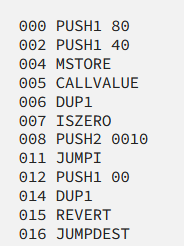 000 PUSH1 80
002 PUSH1 40
004 MSTORE
005 CALLVALUE
006 DUP1
007 ISZERO
008 PUSH2 0010
011 JUMPI
012 PUSH1 00
014 DUP1
015 REVERT
016 JUMPDEST